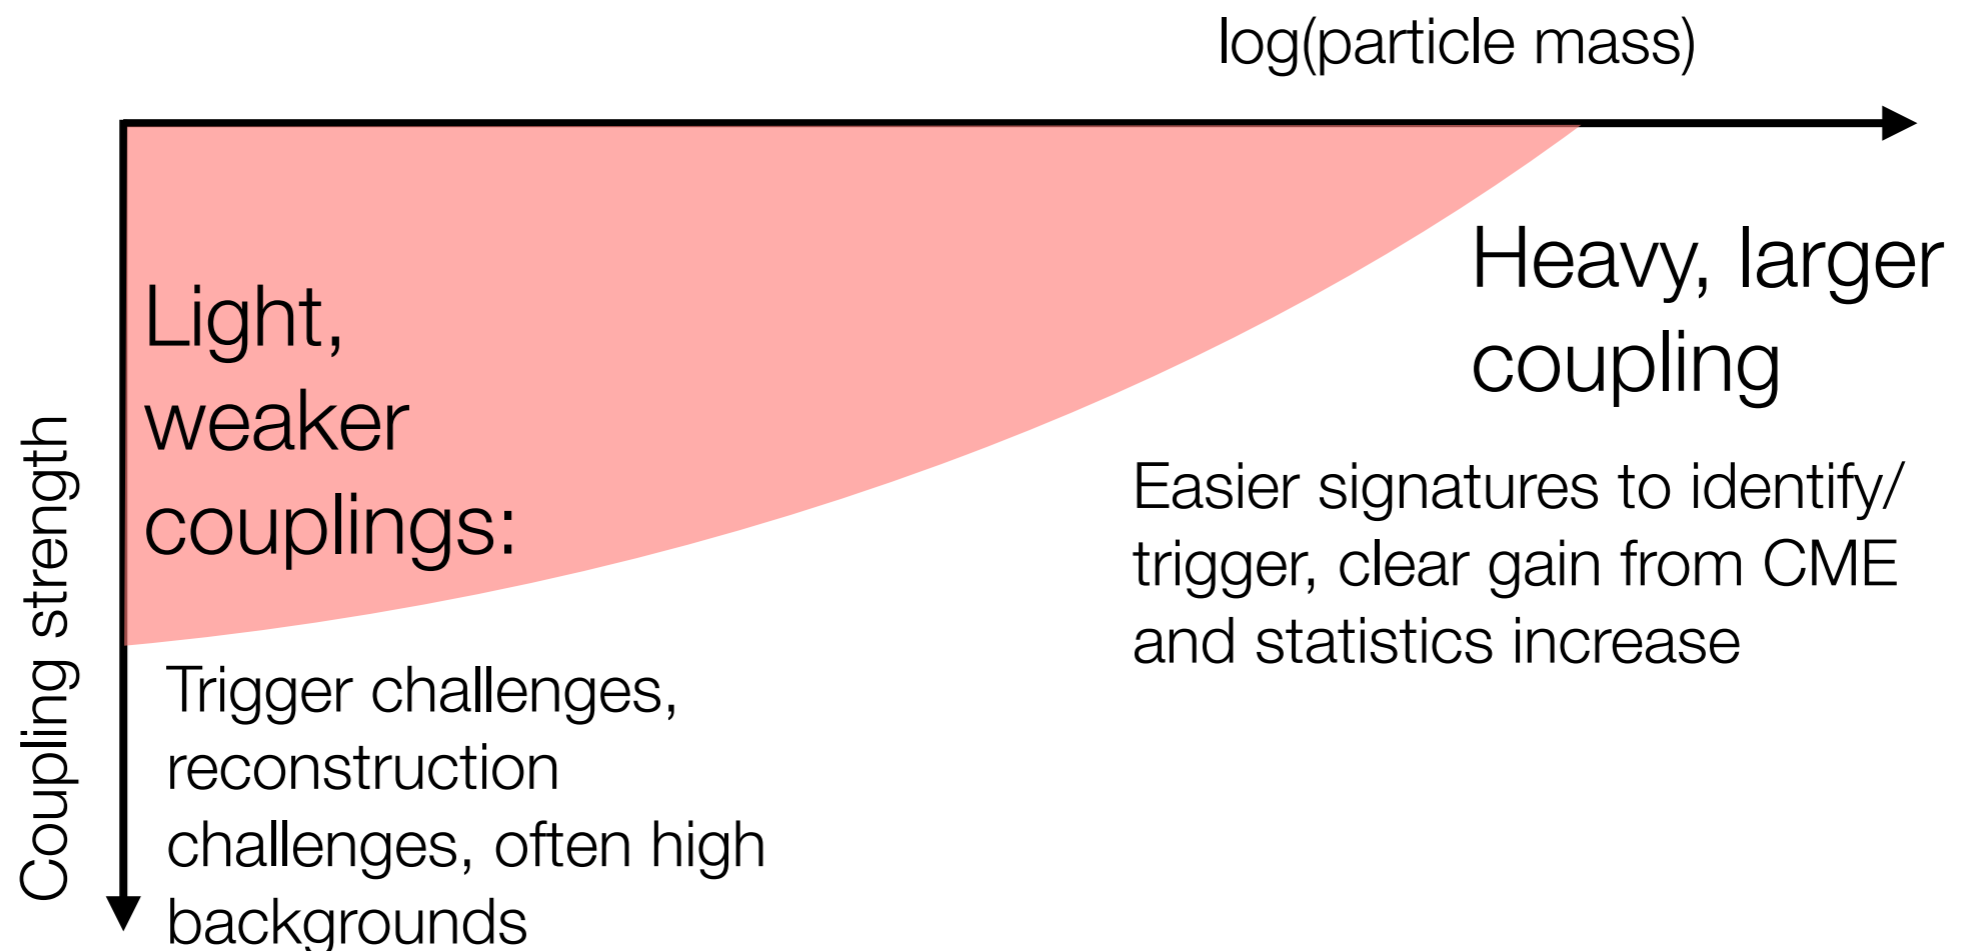 log(particle mass)
Heavy, larger
coupling
Light,
weaker
couplings:
Easier signatures to identify/
trigger, clear gain from CME
and statistics increase
Coupling strength
Trigger challenges,
reconstruction
challenges, often high
backgrounds